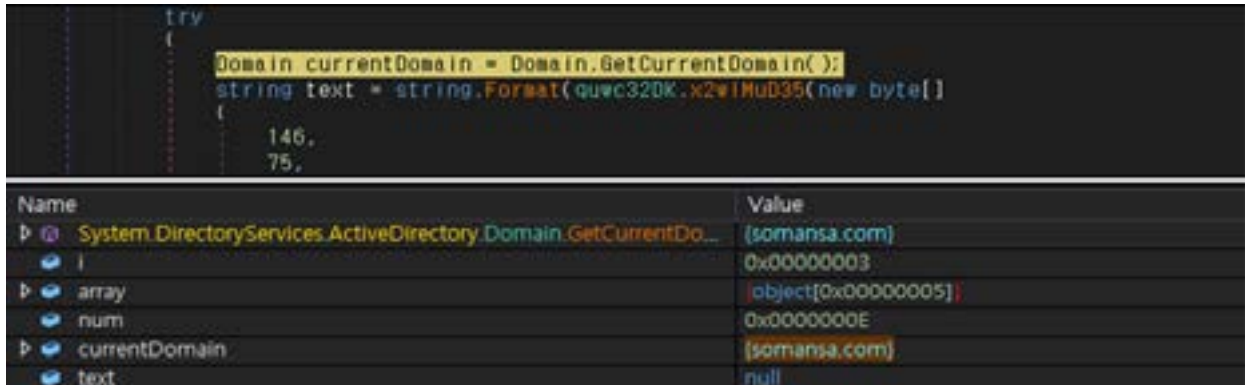 try
{
Domain currentDomain = Domain.GetCurrentDomain();
string text = string.Format(quwc32DK.x2wIMuD35(new byte[]
{
146,
75,
Name Value
System.DirectoryServices.ActiveDirectory.Domain.GetCurrentDo... {somansa.com}
i 0x00000003
array {object[0x00000005]}
num 0x0000000E
currentDomain {somansa.com}
text null